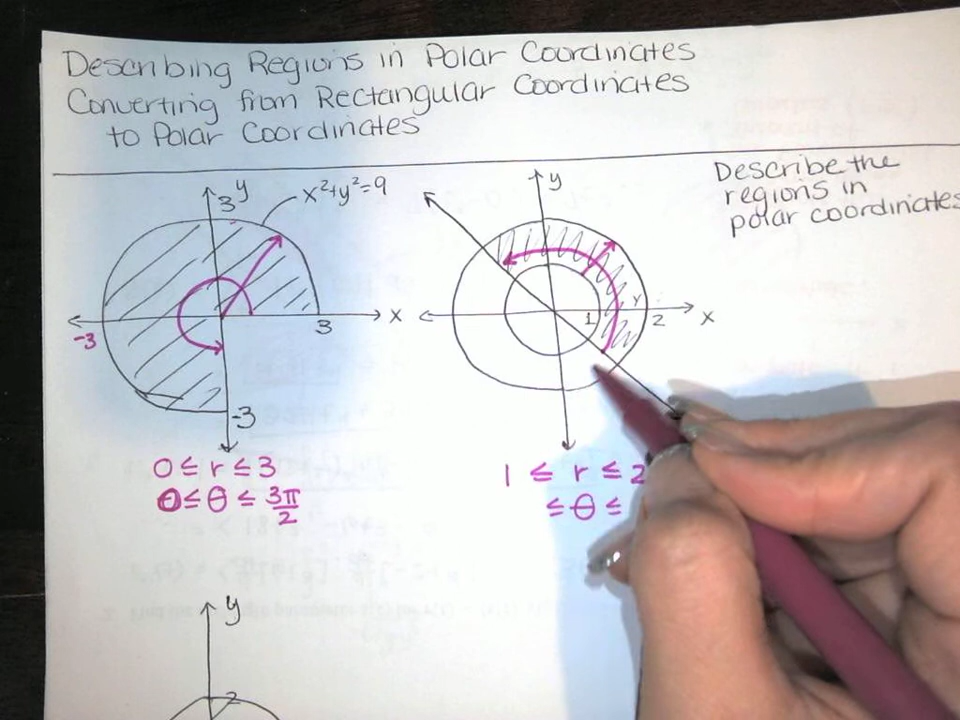 Describing Regions in Polar Coordinates
Converting from Rectangular Coordinates
to Polar Coordinates
Describe the
regions in
polar coordinates
3 y
x²+y²=9
-3
3
x
-3
0 ≤ r ≤ 3
0 ≤ θ ≤ 3π/2
y
1
2
x
1 ≤ r ≤ 2
≤ θ ≤
y
2